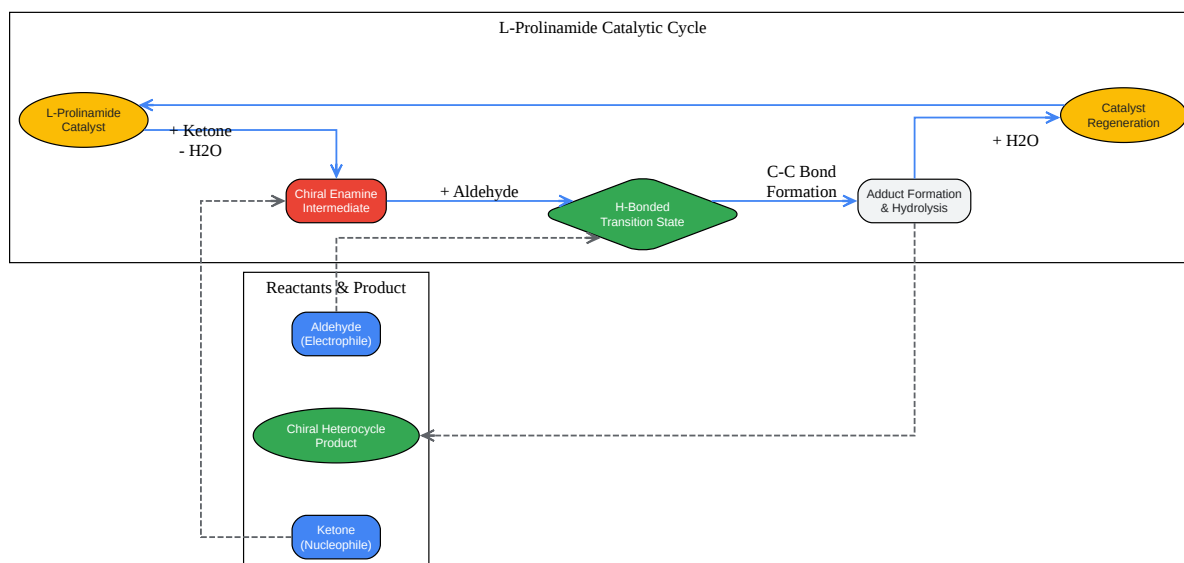 L-Prolinamide Catalytic Cycle
L-Prolinamide
Catalyst
+ Ketone
- H2O
Chiral Enamine
Intermediate
+ Aldehyde
H-Bonded
Transition State
C-C Bond
Formation
Adduct Formation
& Hydrolysis
+ H2O
Catalyst
Regeneration
Reactants & Product
Aldehyde
(Electrophile)
Chiral Heterocycle
Product
Ketone
(Nucleophile)